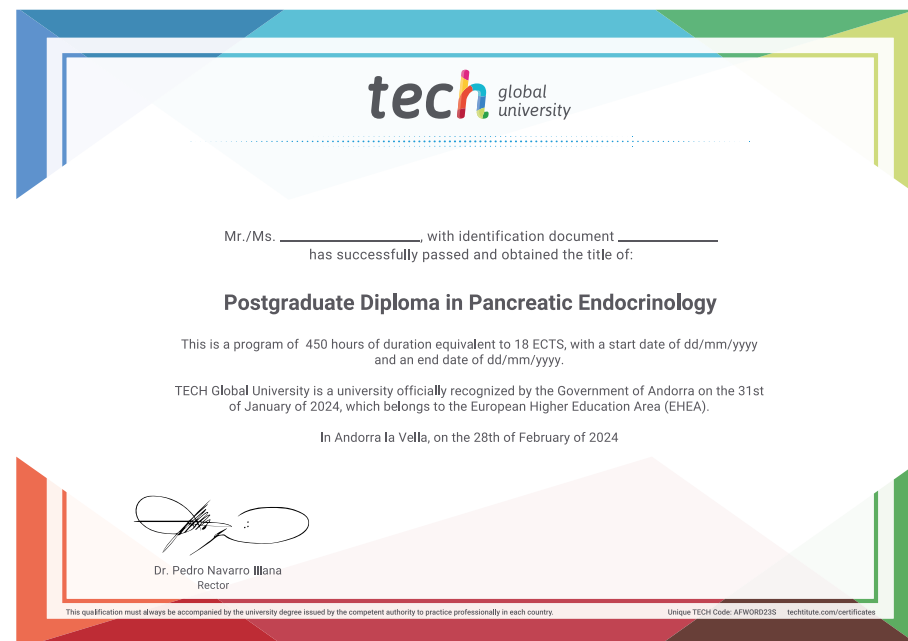 tech global
university
Mr./Ms. ____________________, with identification document ______________
has successfully passed and obtained the title of:
Postgraduate Diploma in Pancreatic Endocrinology
This is a program of 450 hours of duration equivalent to 18 ECTS, with a start date of dd/mm/yyyy
and an end date of dd/mm/yyyy.
TECH Global University is a university officially recognized by the Government of Andorra on the 31st
of January of 2024, which belongs to the European Higher Education Area (EHEA).
In Andorra la Vella, on the 28th of February of 2024
Dr. Pedro Navarro Illana
Rector
This qualification must always be accompanied by the university degree issued by the competent authority to practice professionally in each country. Unique TECH Code: AFWORD23S techtitute.com/certificates